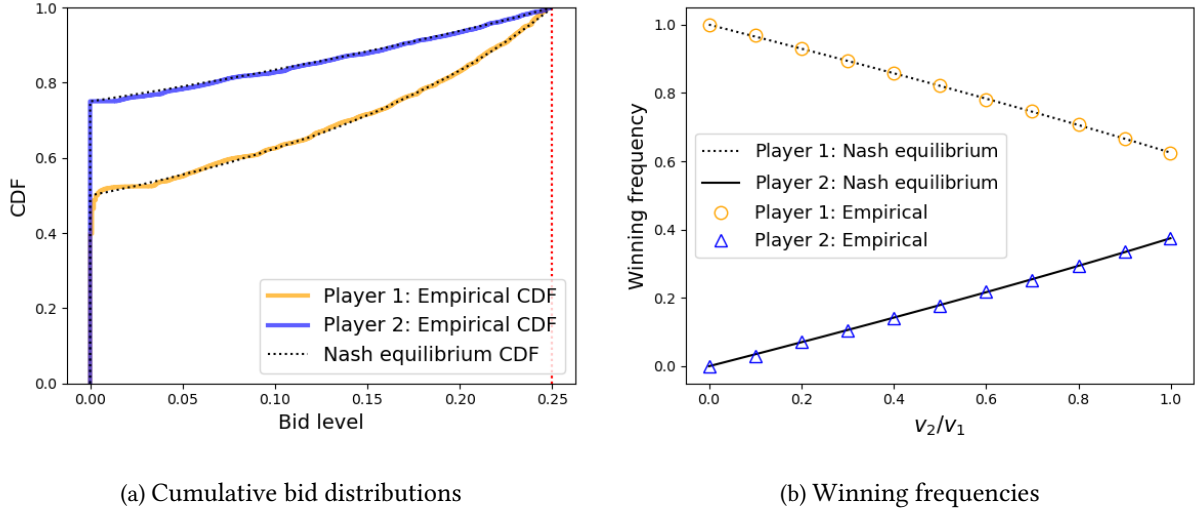 1.0
0.8
0.6
0.4
0.2
0.0
CDF
0.00 0.05 0.10 0.15 0.20 0.25
Bid level
Player 1: Empirical CDF
Player 2: Empirical CDF
Nash equilibrium CDF
(a) Cumulative bid distributions
1.0
0.8
0.6
0.4
0.2
0.0
Winning frequency
0.0 0.2 0.4 0.6 0.8 1.0
v₂/v₁
Player 1: Nash equilibrium
Player 2: Nash equilibrium
Player 1: Empirical
Player 2: Empirical
(b) Winning frequencies